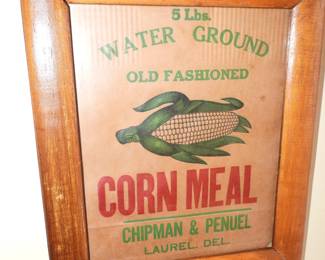 5 Lbs.
WATER GROUND
OLD FASHIONED
CORN MEAL
CHIPMAN & PENUEL
LAUREL, DEL.